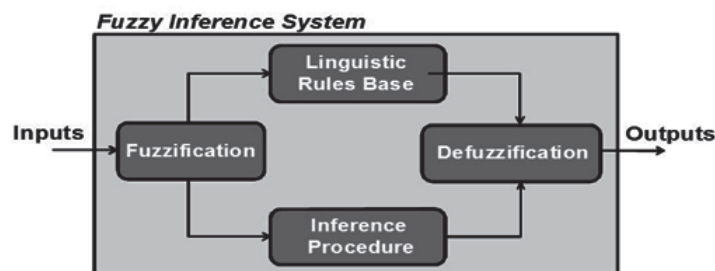 Fuzzy Inference System
Linguistic
Rules Base
Inputs
Fuzzification
Defuzzification
Outputs
Inference
Procedure